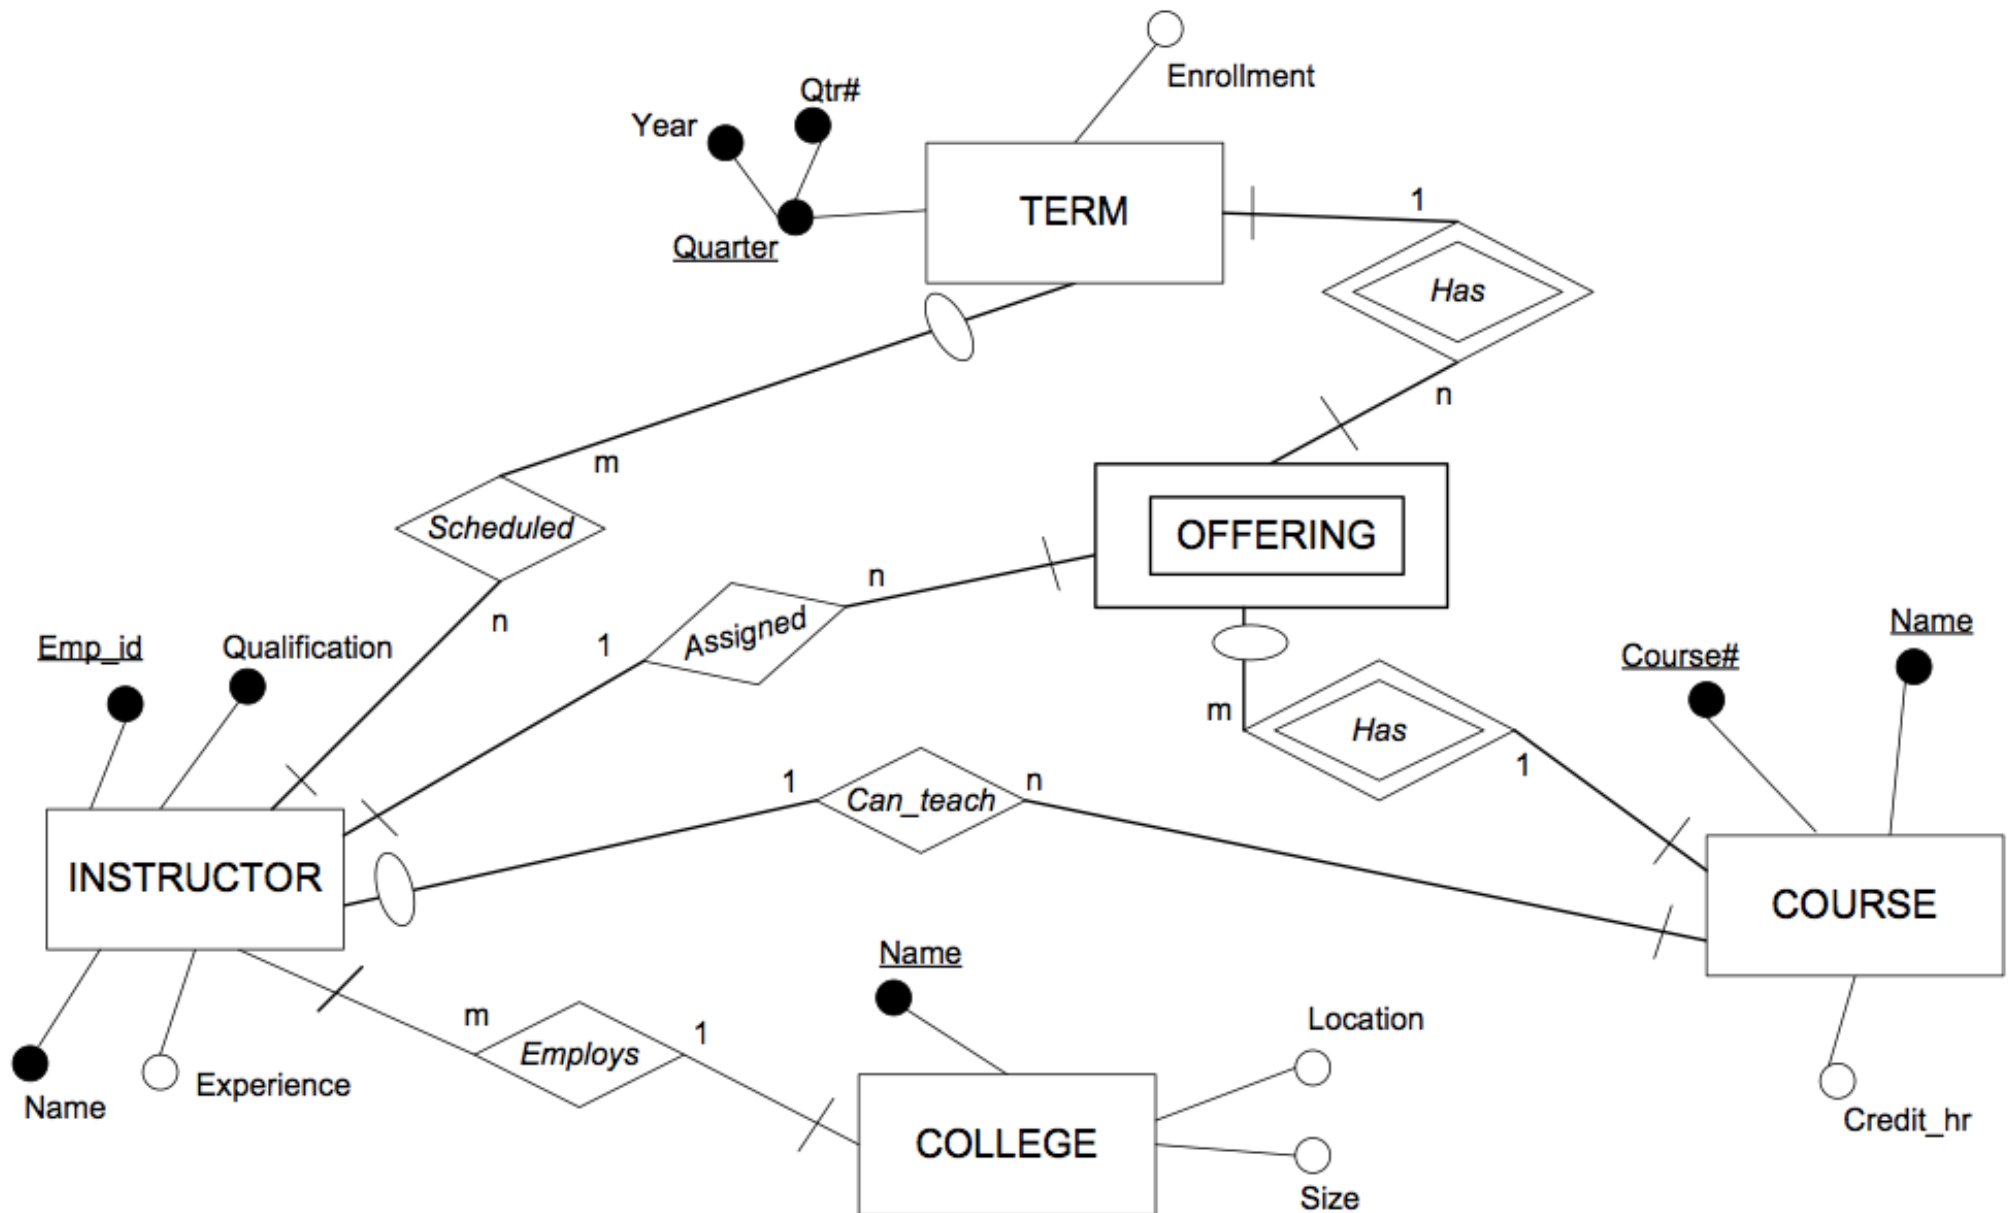 Enrollment
Qtr#
Year
TERM
1
Quarter
Has
n
m
Scheduled
OFFERING
n
Assigned
n
1
Emp_id
Qualification
Name
Course#
m
Has
1
1
Can_teach
n
INSTRUCTOR
COURSE
Name
Location
m
Employs
1
Name
Experience
COLLEGE
Credit_hr
Size